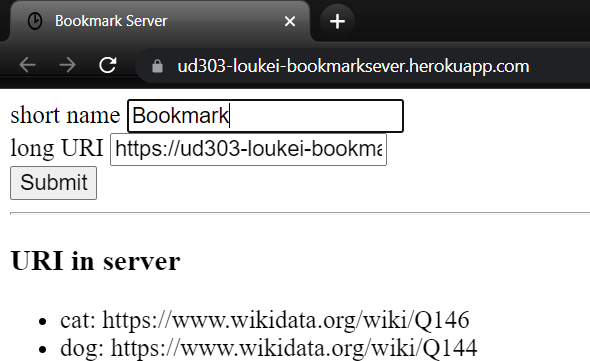 Bookmark Server
ud303-loukei-bookmarksever.herokuapp.com
short name Bookmark
long URI https://ud303-loukei-bookma
Submit
URI in server
cat: https://www.wikidata.org/wiki/Q146
dog: https://www.wikidata.org/wiki/Q144